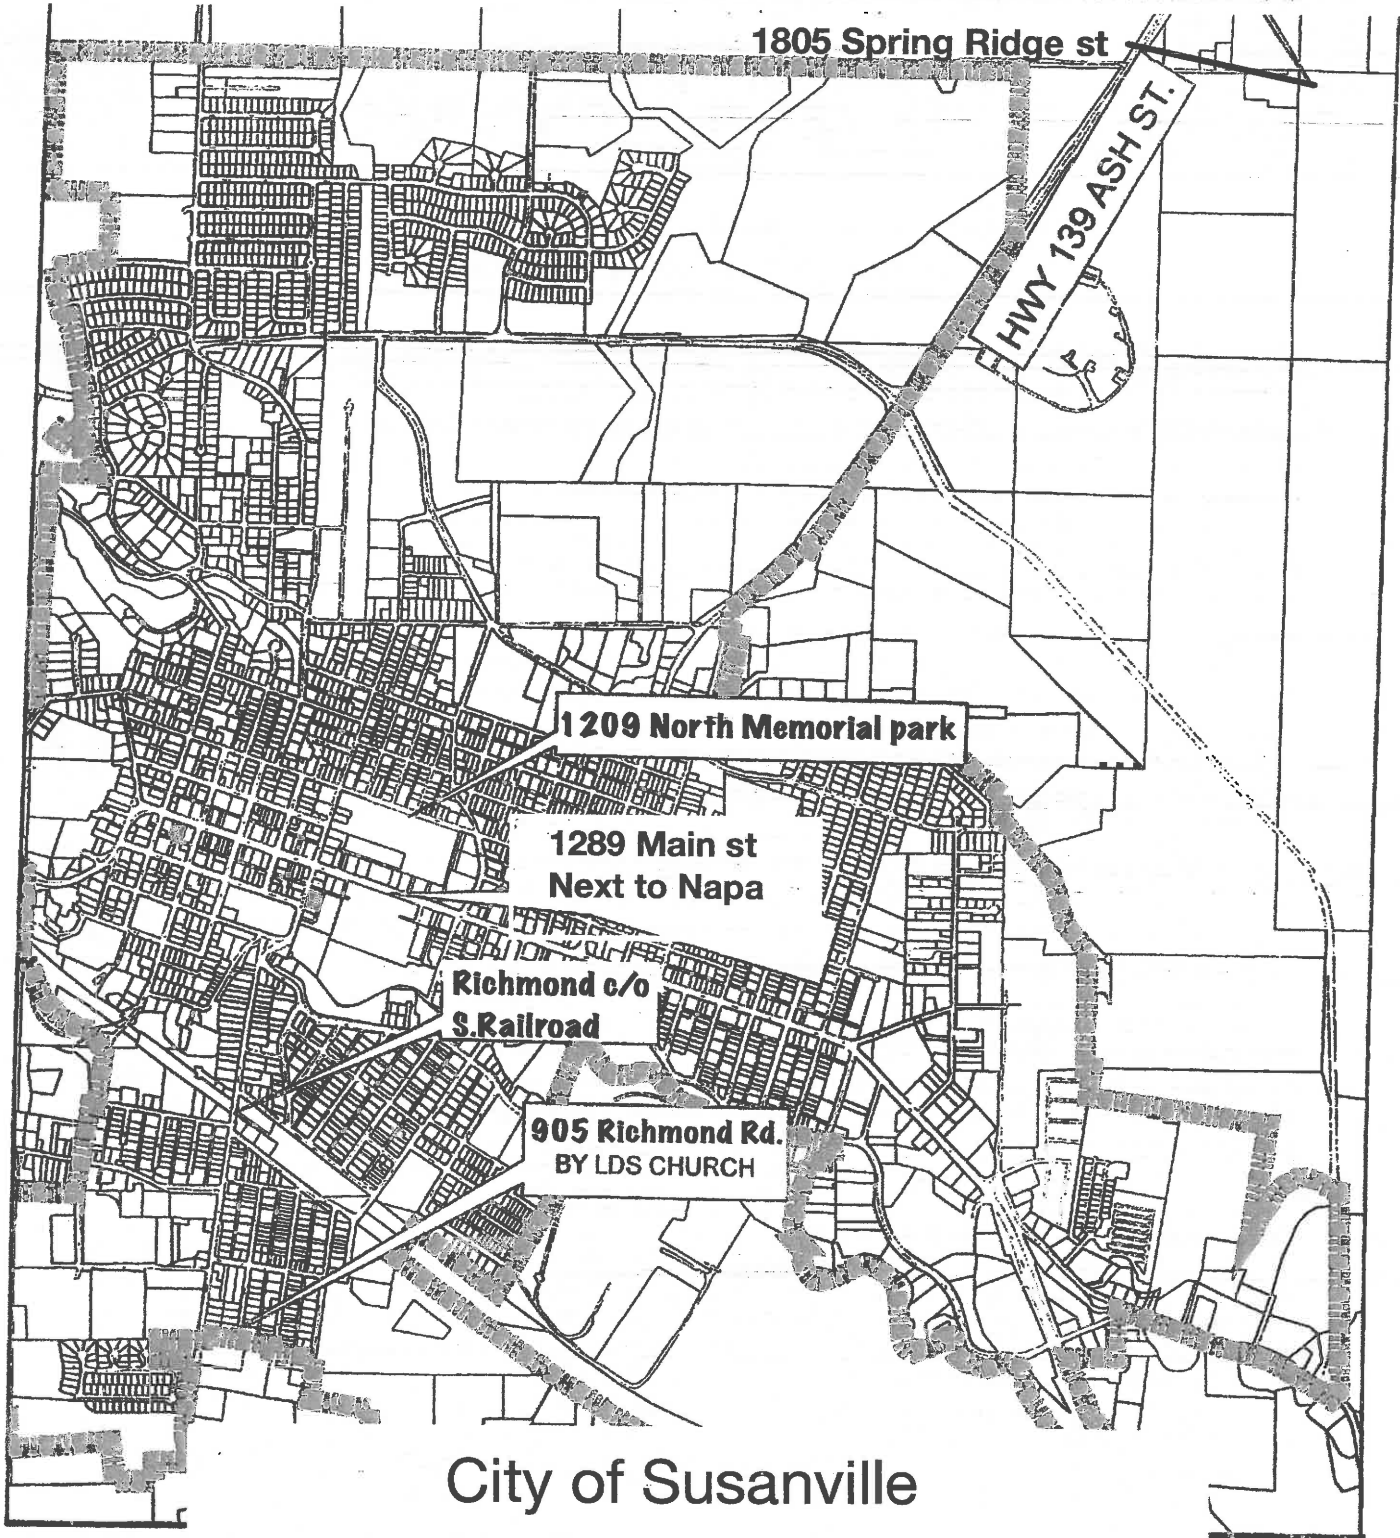 1805 Spring Ridge st
HWY 139 ASH ST.
1209 North Memorial park
1289 Main st
Next to Napa
Richmond c/o
S.Railroad
905 Richmond Rd.
BY LDS CHURCH
City of Susanville